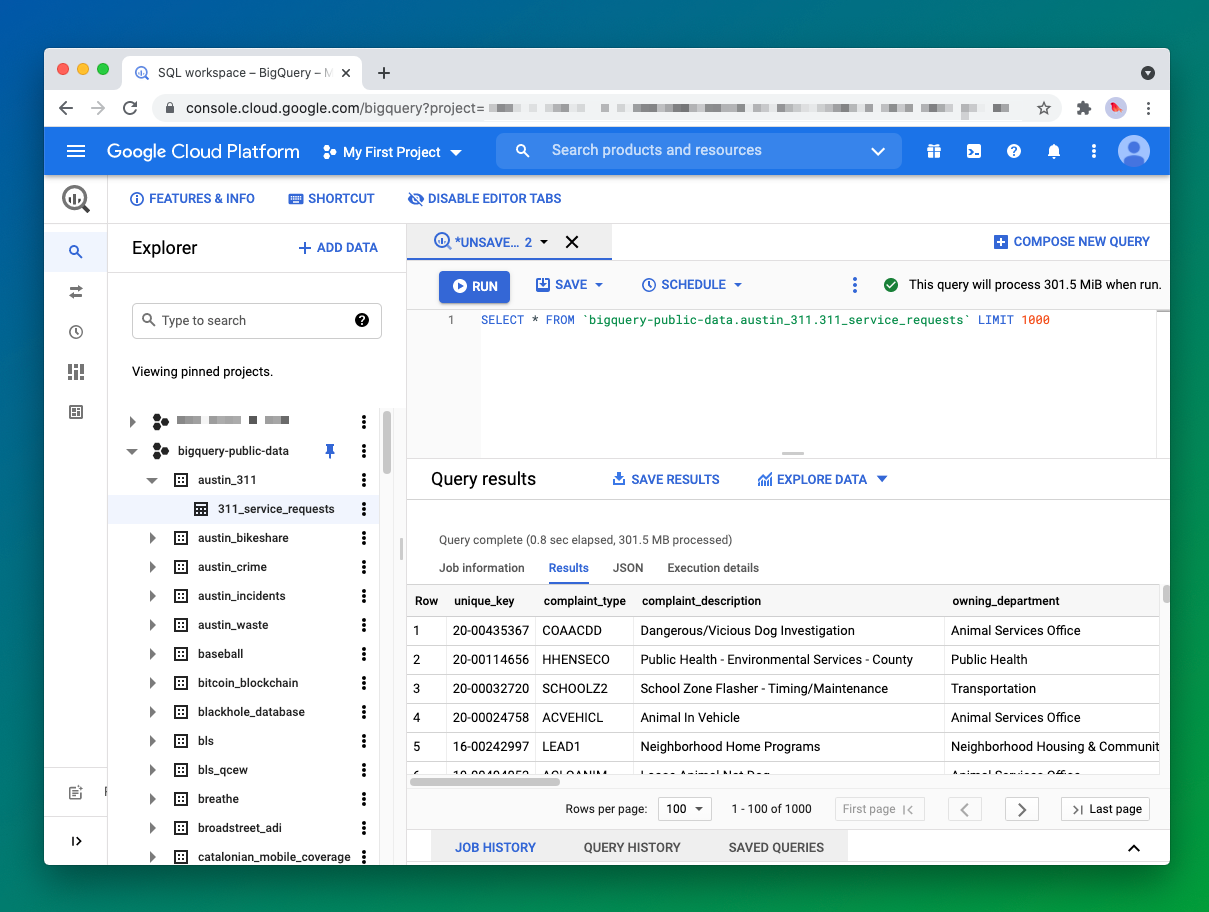 SQL workspace – BigQuery – M
console.cloud.google.com/bigquery?project=
Google Cloud Platform
My First Project
Search products and resources
FEATURES & INFO
SHORTCUT
DISABLE EDITOR TABS
Explorer
ADD DATA
*UNSAVE... 2
COMPOSE NEW QUERY
RUN
SAVE
SCHEDULE
This query will process 301.5 MiB when run.
Type to search
1 SELECT * FROM `bigquery-public-data.austin_311.311_service_requests` LIMIT 1000
Viewing pinned projects.
bigquery-public-data
austin_311
311_service_requests
austin_bikeshare
austin_crime
austin_incidents
austin_waste
baseball
bitcoin_blockchain
blackhole_database
bls
bls_qcew
breathe
broadstreet_adi
catalonian_mobile_coverage
Query results
SAVE RESULTS
EXPLORE DATA
Query complete (0.8 sec elapsed, 301.5 MB processed)
Job information Results JSON Execution details
Row unique_key complaint_type complaint_description owning_department
1 20-00435367 COAACDD Dangerous/Vicious Dog Investigation Animal Services Office
2 20-00114656 HHENSECO Public Health - Environmental Services - County Public Health
3 20-00032720 SCHOOLZ2 School Zone Flasher - Timing/Maintenance Transportation
4 20-00024758 ACVEHICL Animal In Vehicle Animal Services Office
5 16-00242997 LEAD1 Neighborhood Home Programs Neighborhood Housing & Communit
Rows per page: 100 1 - 100 of 1000 First page Last page
JOB HISTORY QUERY HISTORY SAVED QUERIES